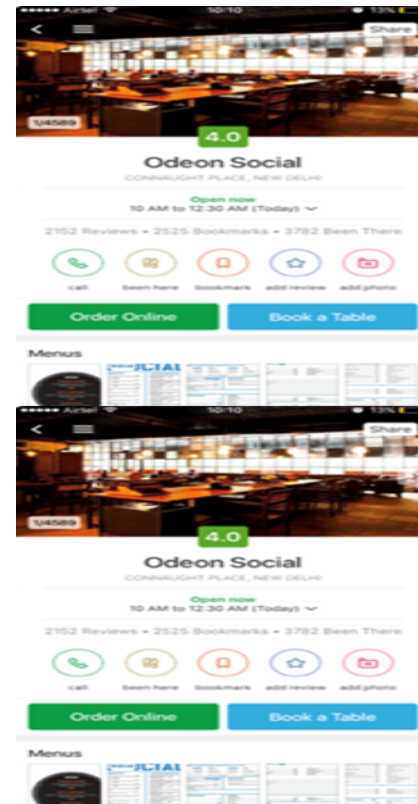 Airtel 10:10 13%
Share
1/4589
4.0
Odeon Social
CONNAUGHT PLACE, NEW DELHI
Open now
10 AM to 12:30 AM (Today)
2152 Reviews • 2525 Bookmarks • 3782 Been There
call been here bookmark add review add photo
Order Online Book a Table
Menus
Airtel 10:10 13%
Share
1/4589
4.0
Odeon Social
CONNAUGHT PLACE, NEW DELHI
Open now
10 AM to 12:30 AM (Today)
2152 Reviews • 2525 Bookmarks • 3782 Been There
call been here bookmark add review add photo
Order Online Book a Table
Menus